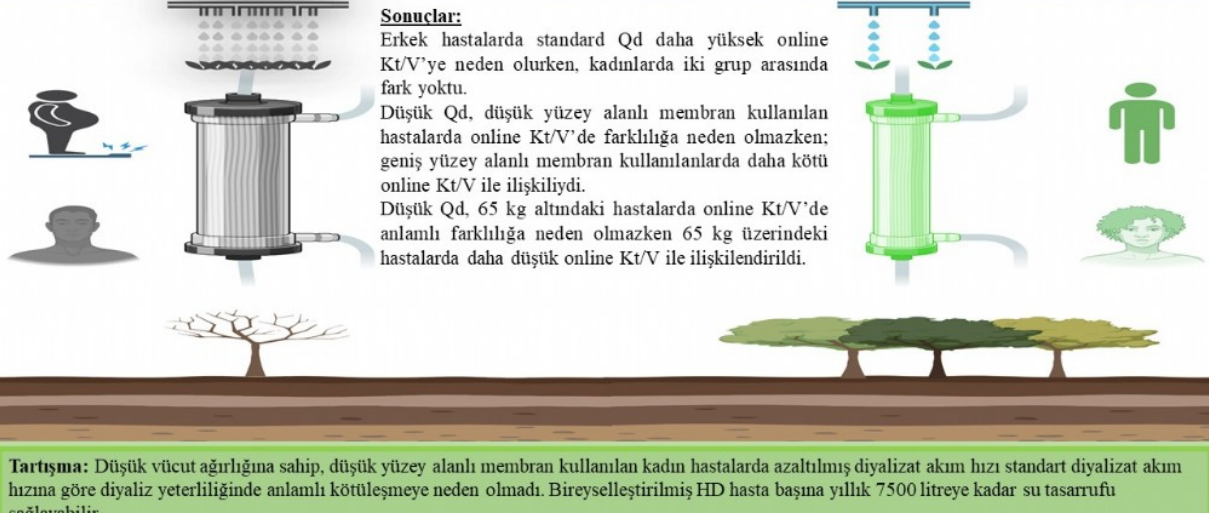 Sonuçlar:
Erkek hastalarda standard Qd daha yüksek online
Kt/V’ye neden olurken, kadınlarda iki grup arasında
fark yoktu.
Düşük Qd, düşük yüzey alanlı membran kullanılan
hastalarda online Kt/V’de farklılığa neden olmazken;
geniş yüzey alanlı membran kullanılanlarda daha kötü
online Kt/V ile ilişkiliydi.
Düşük Qd, 65 kg altındaki hastalarda online Kt/V’de
anlamlı farklılığa neden olmazken 65 kg üzerindeki
hastalarda daha düşük online Kt/V ile ilişkilendirildi.
Tartışma: Düşük vücut ağırlığına sahip, düşük yüzey alanlı membran kullanılan kadın hastalarda azaltılmış diyalizat akım hızı standart diyalizat akım
hızına göre diyaliz yeterliliğinde anlamlı kötüleşmeye neden olmadı. Bireyselleştirilmiş HD hasta başına yıllık 7500 litreye kadar su tasarrufu